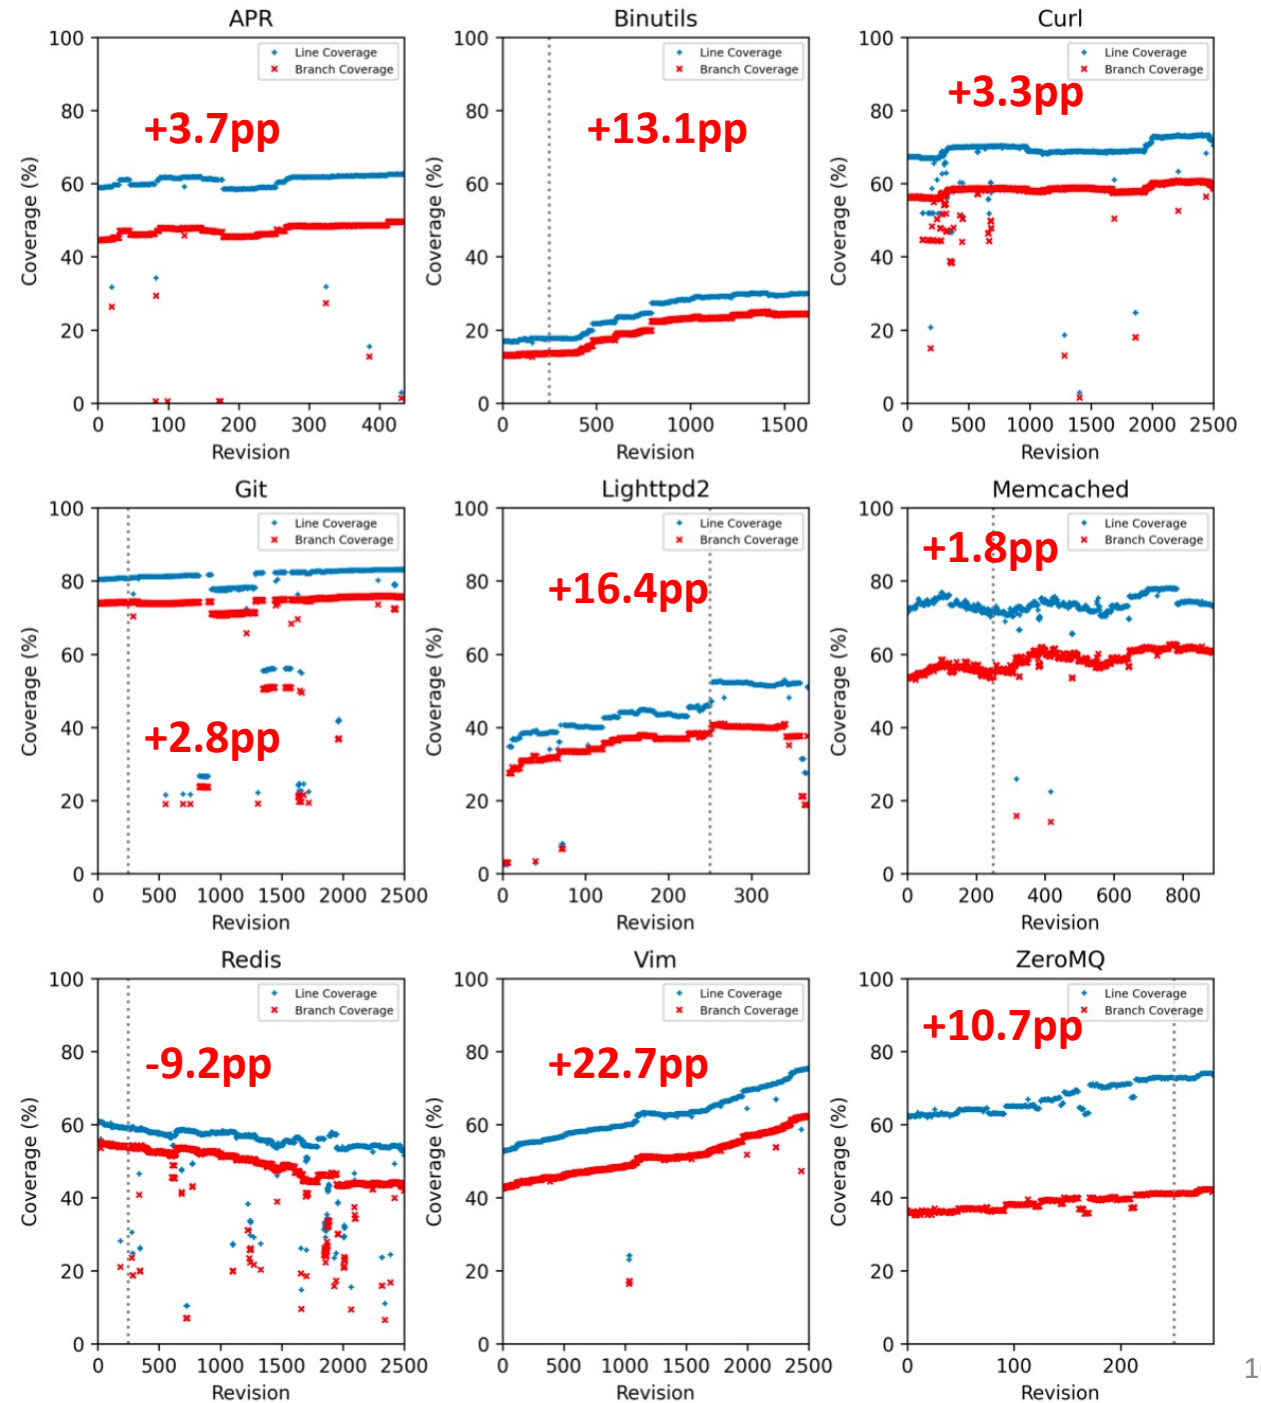 APR
Line Coverage
Branch Coverage
+3.7pp
Coverage (%)
100
80
60
40
20
0
0 100 200 300 400
Revision
Binutils
Line Coverage
Branch Coverage
+13.1pp
Coverage (%)
100
80
60
40
20
0
0 500 1000 1500
Revision
Curl
Line Coverage
Branch Coverage
+3.3pp
Coverage (%)
100
80
60
40
20
0
0 500 1000 1500 2000 2500
Revision
Git
Line Coverage
Branch Coverage
+2.8pp
Coverage (%)
100
80
60
40
20
0
0 500 1000 1500 2000 2500
Revision
Lighttpd2
Line Coverage
Branch Coverage
+16.4pp
Coverage (%)
100
80
60
40
20
0
0 100 200 300
Revision
Memcached
Line Coverage
Branch Coverage
+1.8pp
Coverage (%)
100
80
60
40
20
0
0 200 400 600 800
Revision
Redis
Line Coverage
Branch Coverage
-9.2pp
Coverage (%)
100
80
60
40
20
0
0 500 1000 1500 2000 2500
Revision
Vim
Line Coverage
Branch Coverage
+22.7pp
Coverage (%)
100
80
60
40
20
0
0 500 1000 1500 2000 2500
Revision
ZeroMQ
Line Coverage
Branch Coverage
+10.7pp
Coverage (%)
100
80
60
40
20
0
0 100 200
Revision